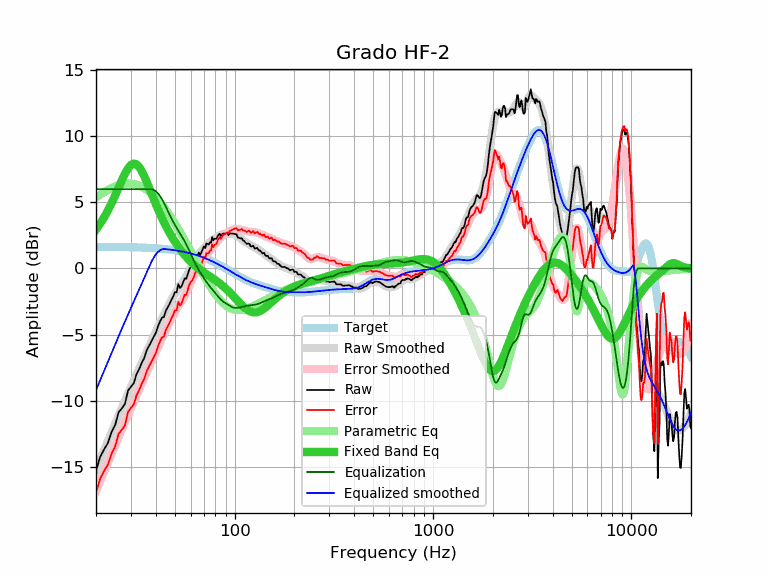 Grado HF-2
Amplitude (dBr)
15
10
5
0
−5
−10
−15
Target
Raw Smoothed
Error Smoothed
Raw
Error
Parametric Eq
Fixed Band Eq
Equalization
Equalized smoothed
100
1000
10000
Frequency (Hz)